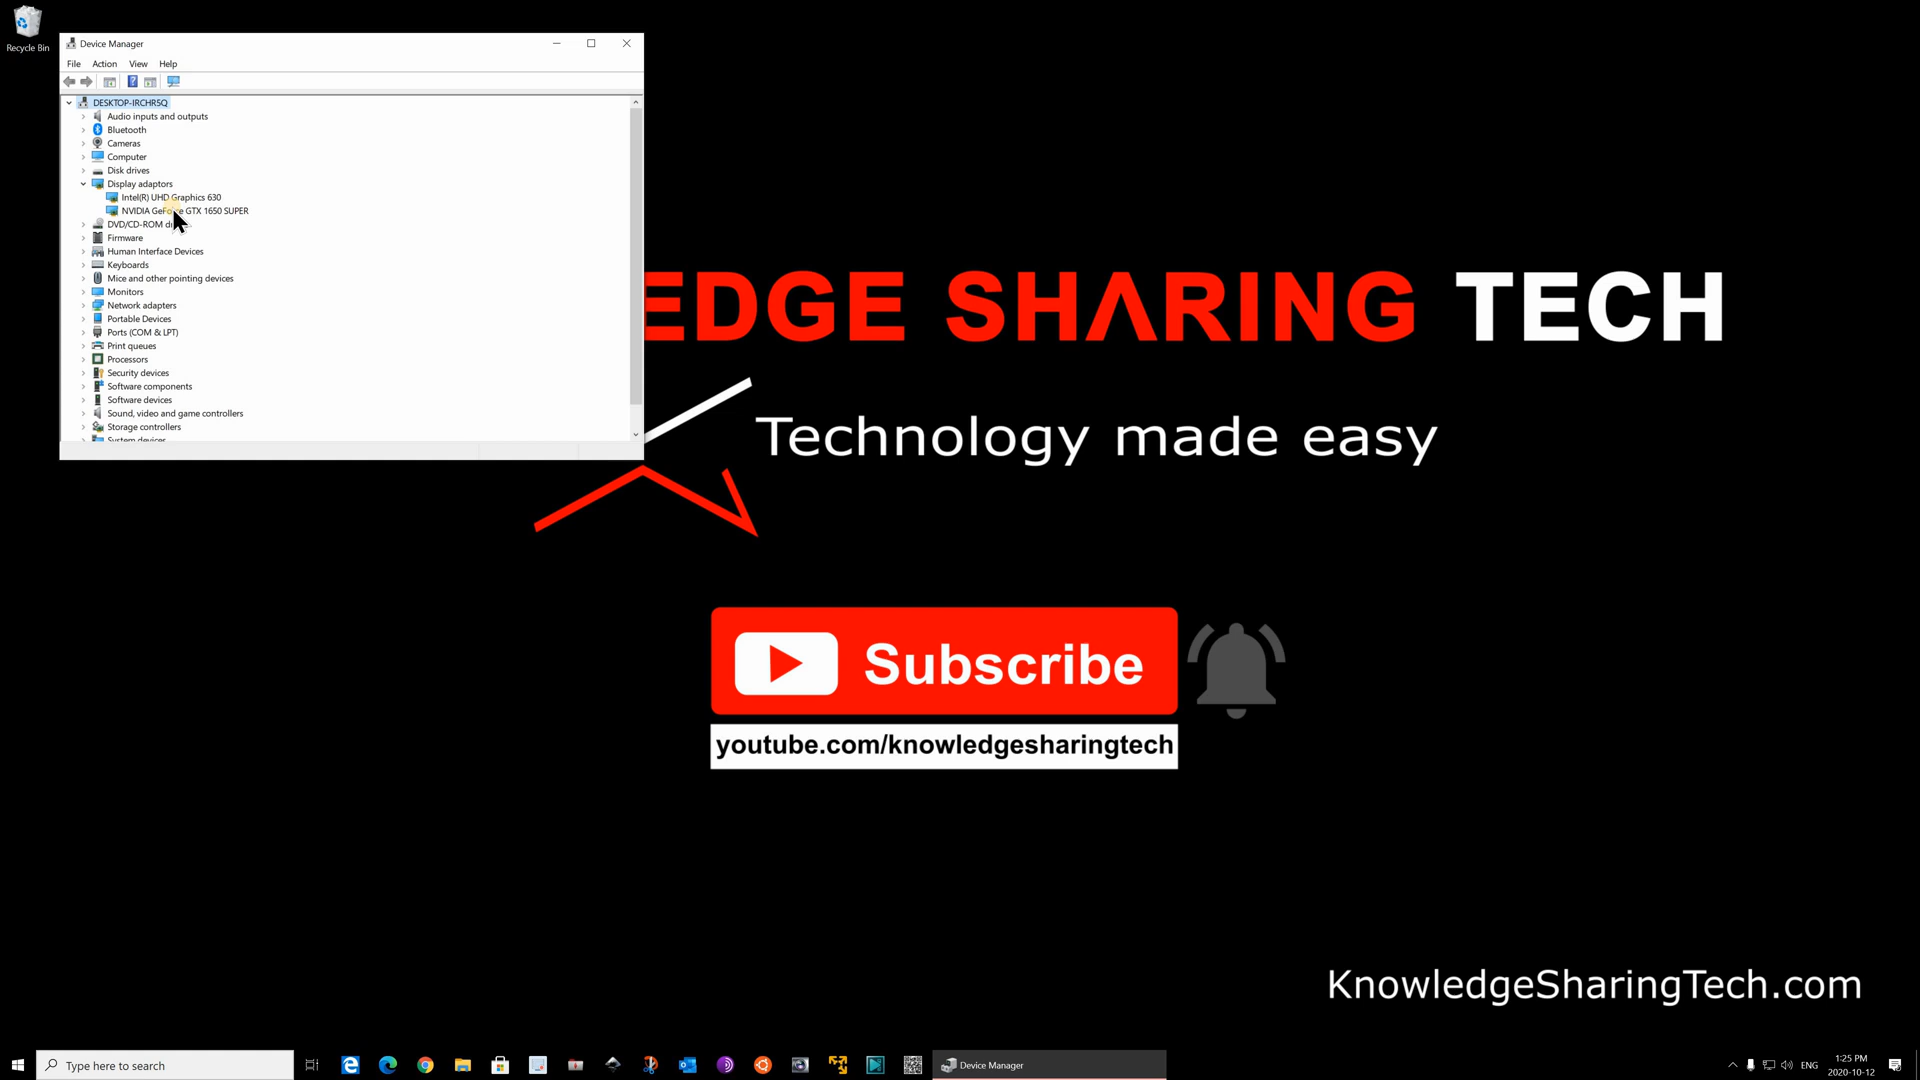 Recycle Bin
Device Manager
File Action View Help
DESKTOP-IRCHR5Q
Audio inputs and outputs
Bluetooth
Cameras
Computer
Disk drives
Display adaptors
Intel(R) UHD Graphics 630
NVIDIA GeForce GTX 1650 SUPER
DVD/CD-ROM
Firmware
Human Interface Devices
Keyboards
Mice and other pointing devices
Monitors
Network adapters
Portable Devices
Ports (COM & LPT)
Print queues
Processors
Security devices
Software components
Software devices
Sound, video and game controllers
Storage controllers
System devices
EDGE SHARING TECH
Technology made easy
Subscribe
youtube.com/knowledgesharingtech
KnowledgeSharingTech.com
Type here to search
Device Manager
ENG
1:25 PM
2020-10-12